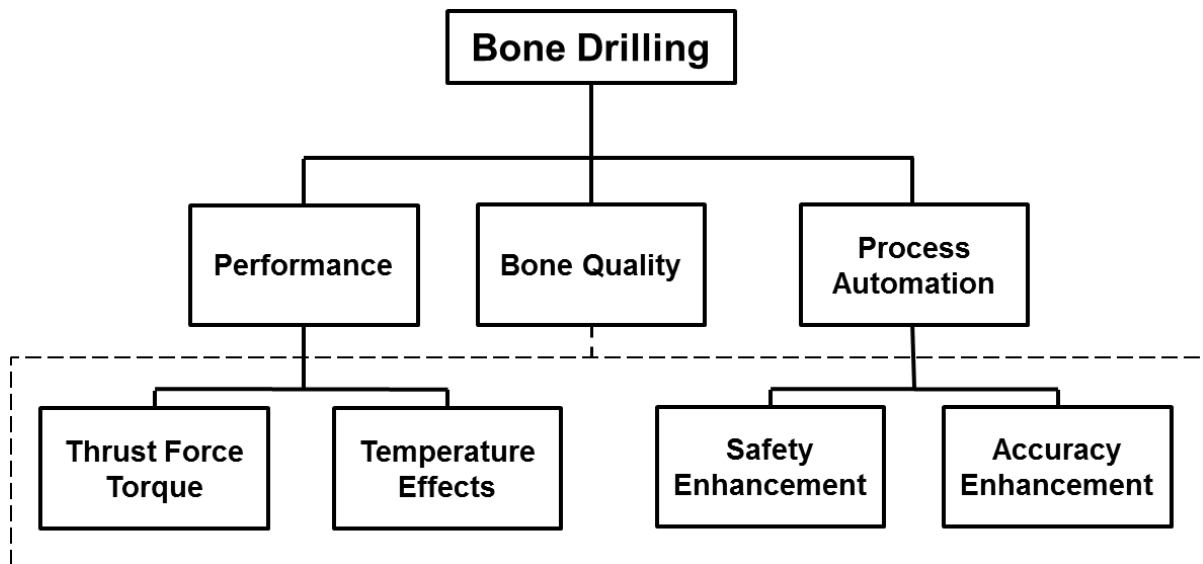 Bone Drilling
Performance
Bone Quality
Process
Automation
Thrust Force
Torque
Temperature
Effects
Safety
Enhancement
Accuracy
Enhancement